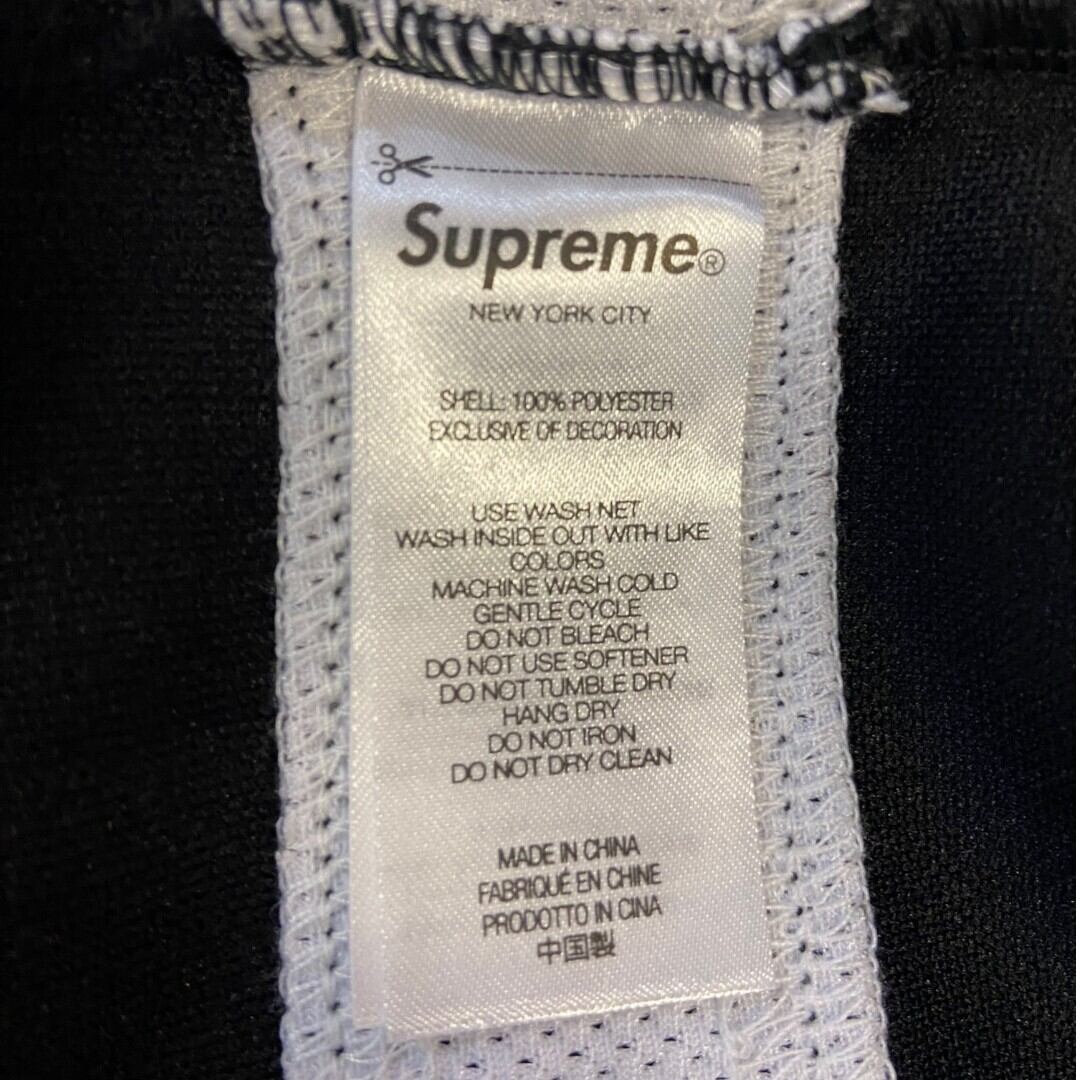 Supreme®
NEW YORK CITY
SHELL: 100% POLYESTER
EXCLUSIVE OF DECORATION
USE WASH NET
WASH INSIDE OUT WITH LIKE
COLORS
MACHINE WASH COLD
GENTLE CYCLE
DO NOT BLEACH
DO NOT USE SOFTENER
DO NOT TUMBLE DRY
HANG DRY
DO NOT IRON
DO NOT DRY CLEAN
MADE IN CHINA
FABRIQUÉ EN CHINE
PRODOTTO IN CINA
中国製